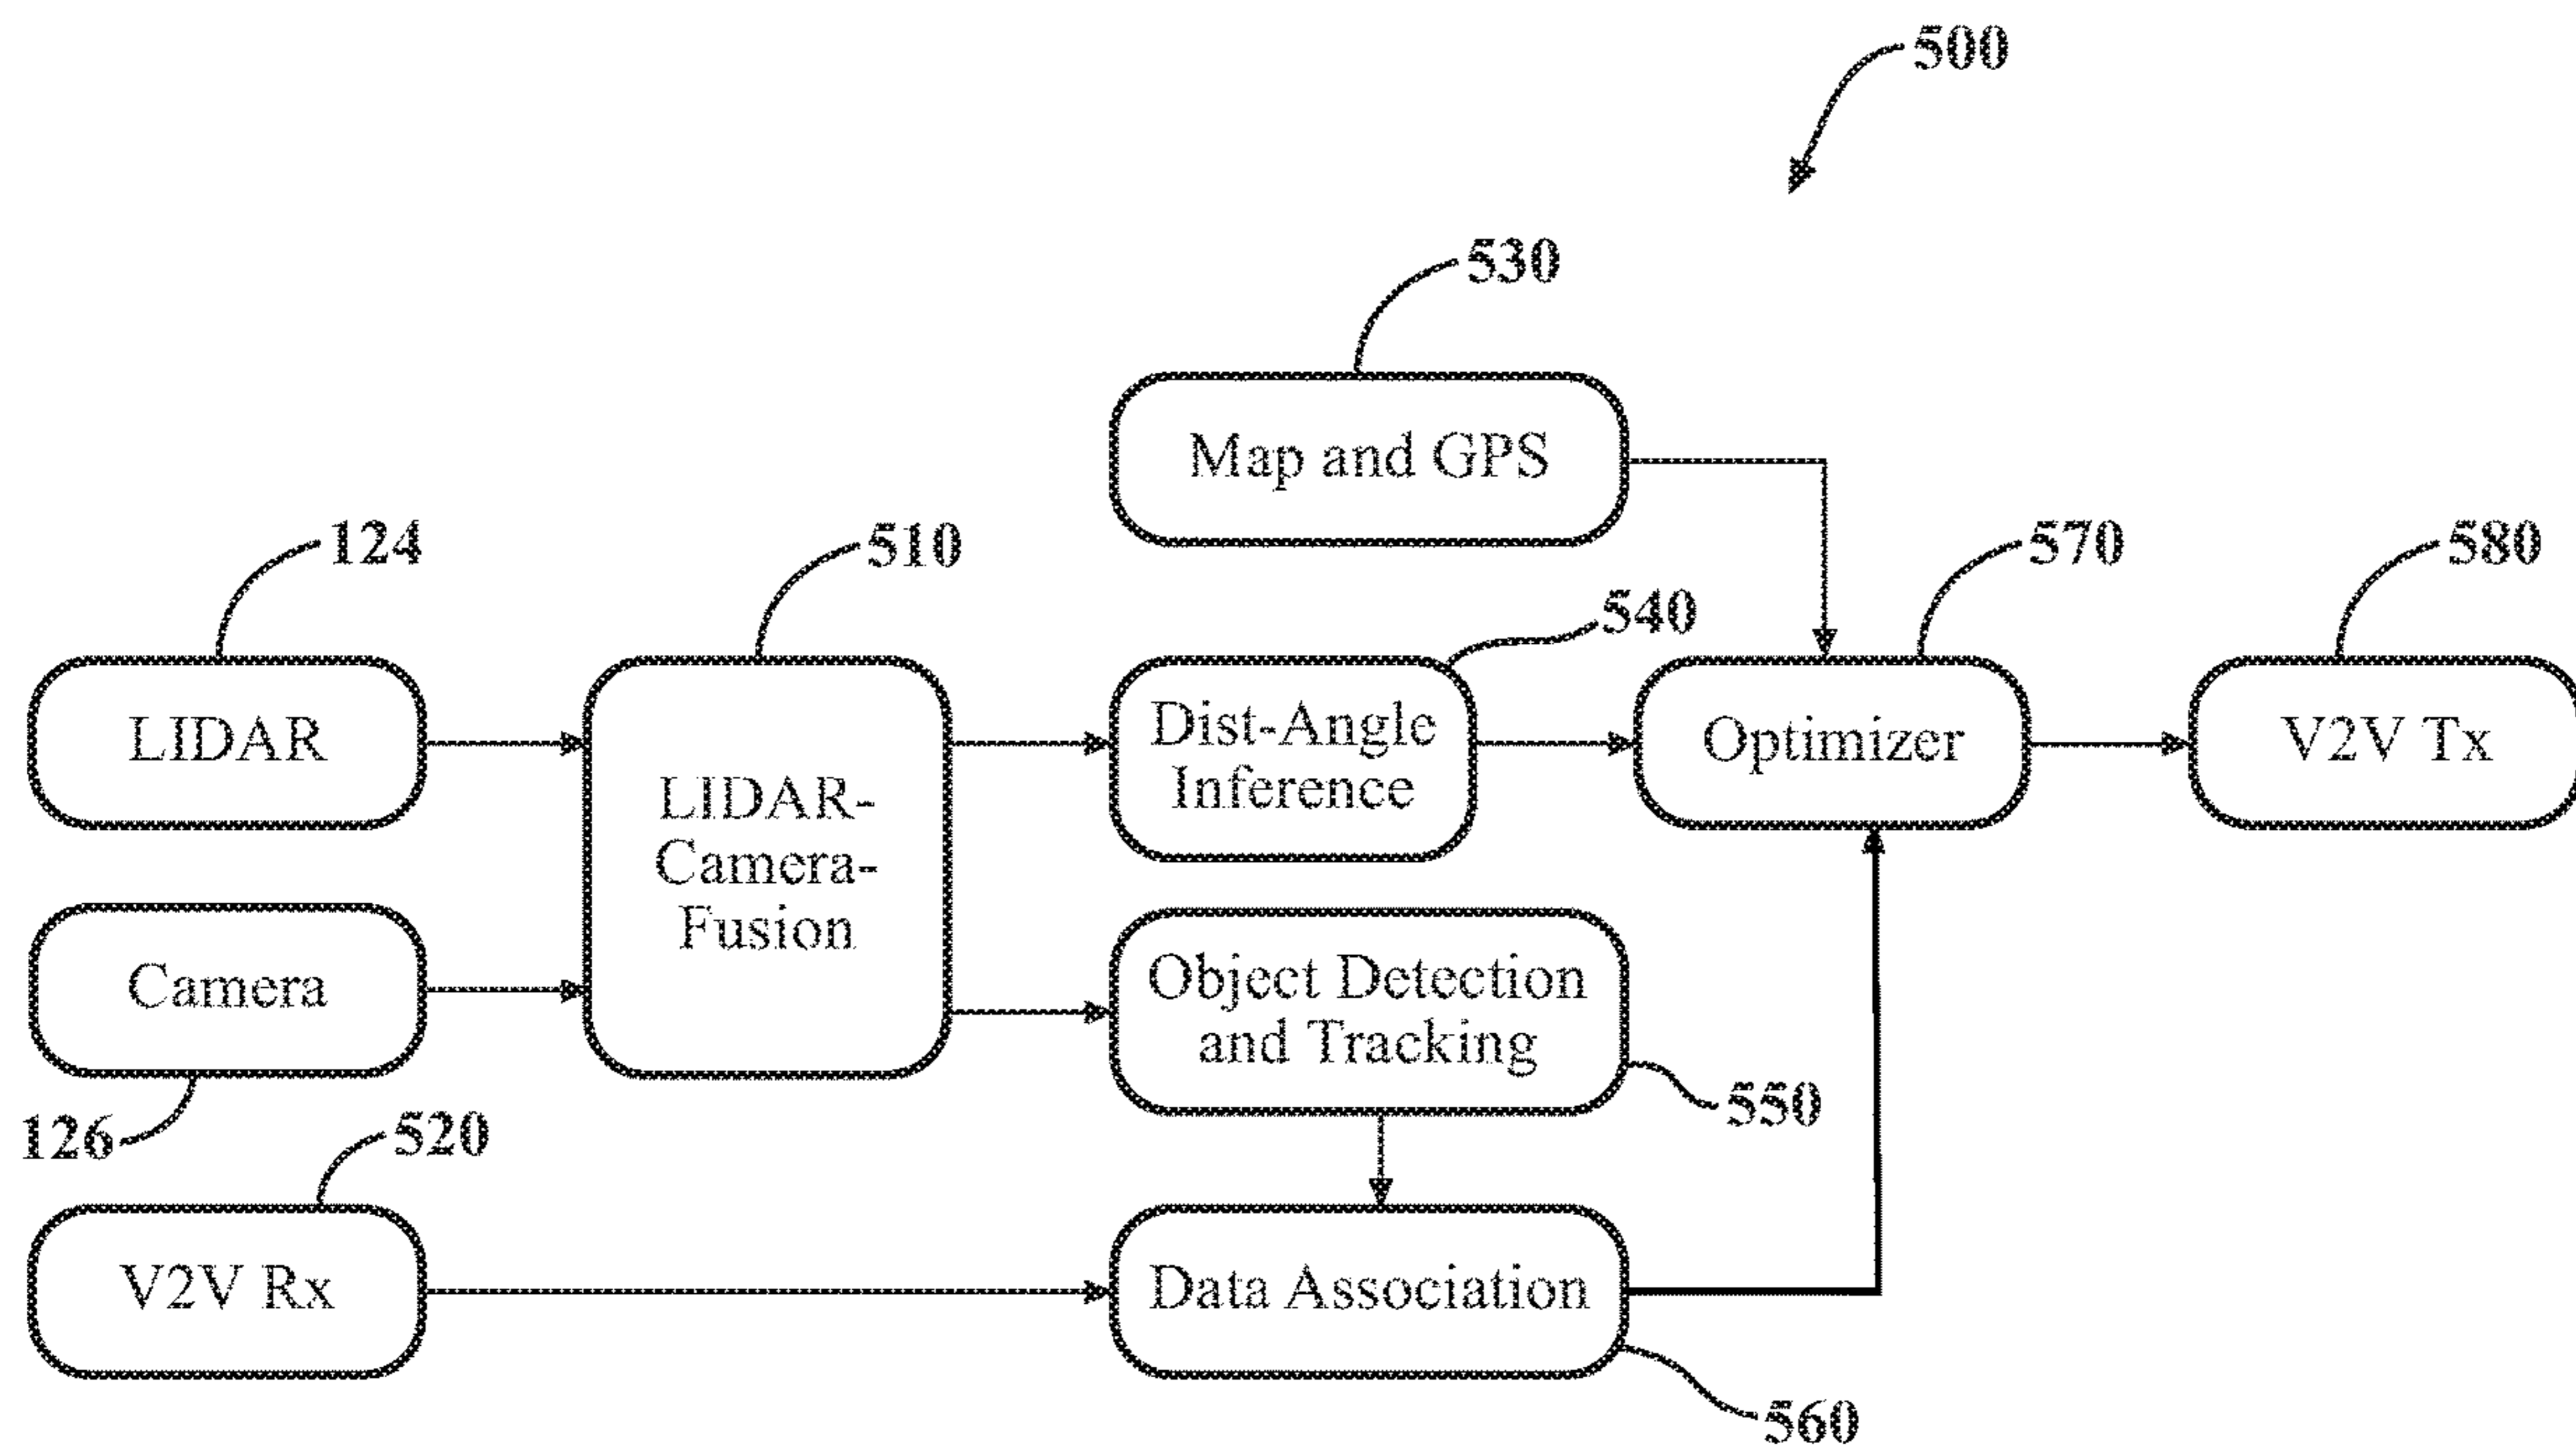 500
530
Map and GPS
124
510
570
580
540
LIDAR
LIDAR-
Camera-
Fusion
Dist-Angle
Inference
Optimizer
V2V Tx
Camera
Object Detection
and Tracking
126
520
550
V2V Rx
Data Association
560